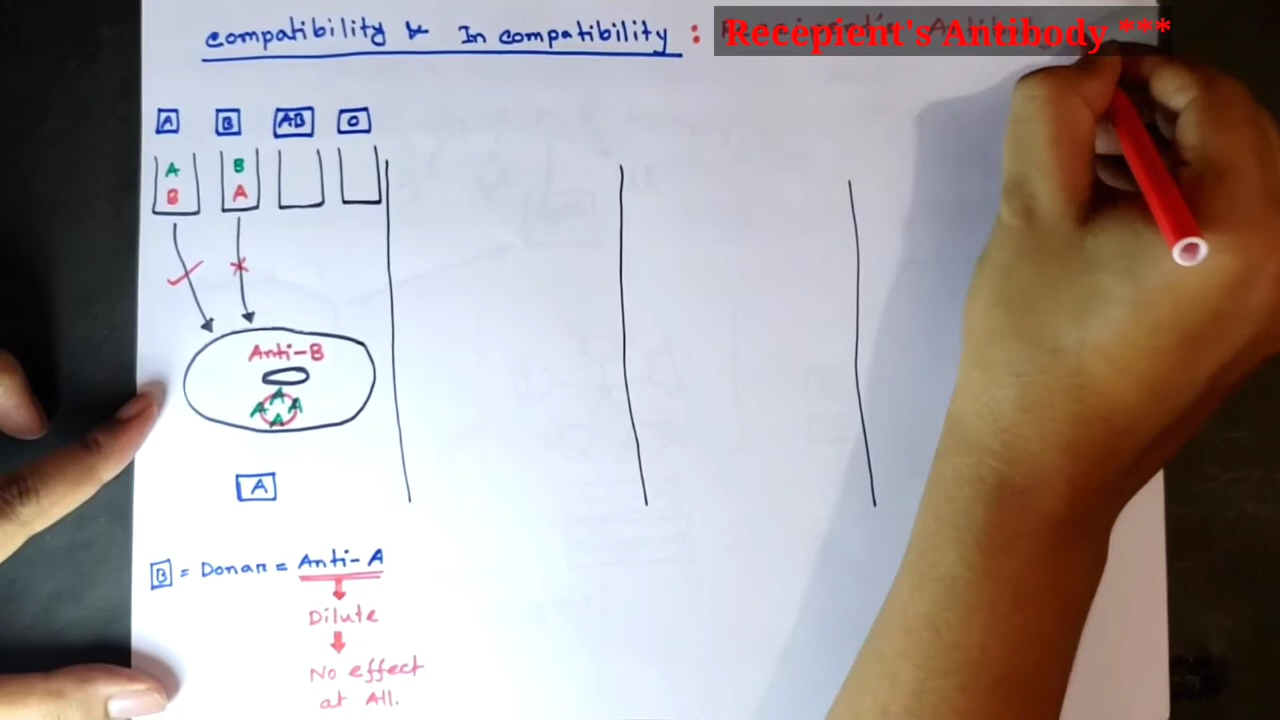 compatibility & In compatibility : Recepient's Antibody ***
A B AB O
A B
B A
Anti-B
A
A A
A
A
B = Donar = Anti-A
Dilute
No effect
at All.